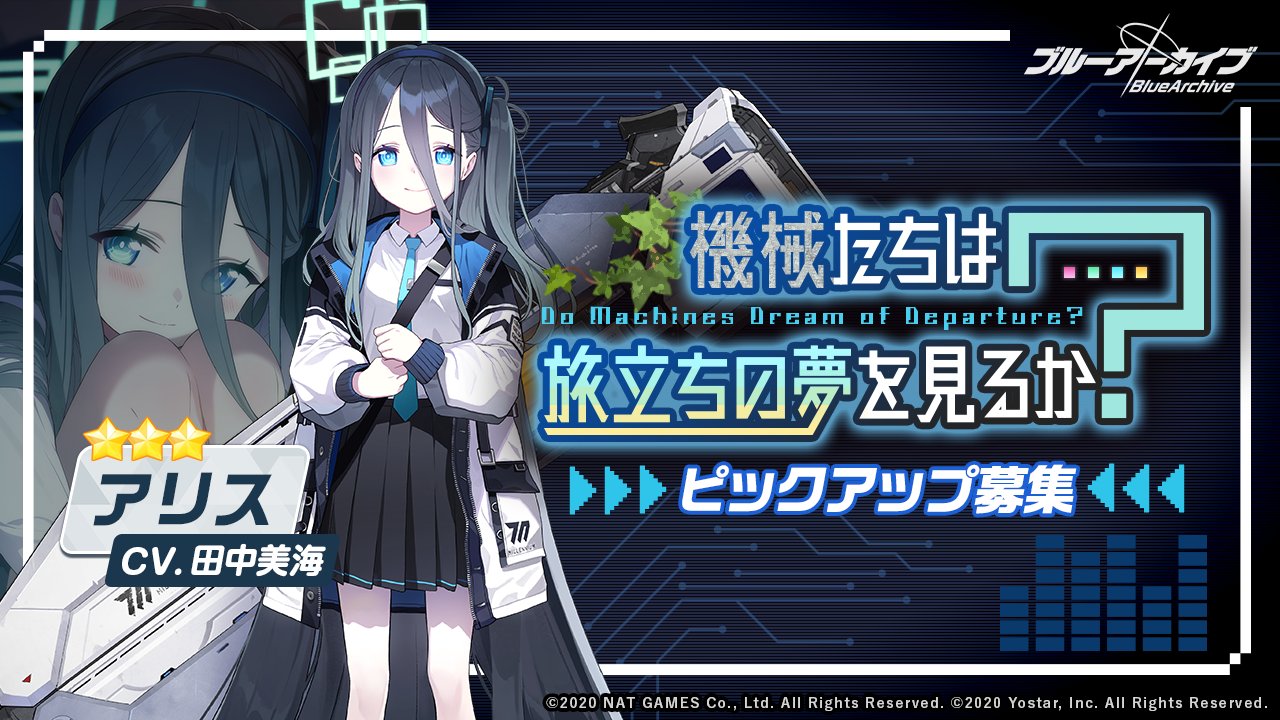 ブルーアーカイブ
BlueArchive
機械たちは
Do Machines Dream of Departure?
旅立ちの夢を見るか?
ピックアップ募集
アリス
CV. 田中美海
©2020 NAT GAMES Co., Ltd. All Rights Reserved. ©2020 Yostar, Inc. All Rights Reserved.